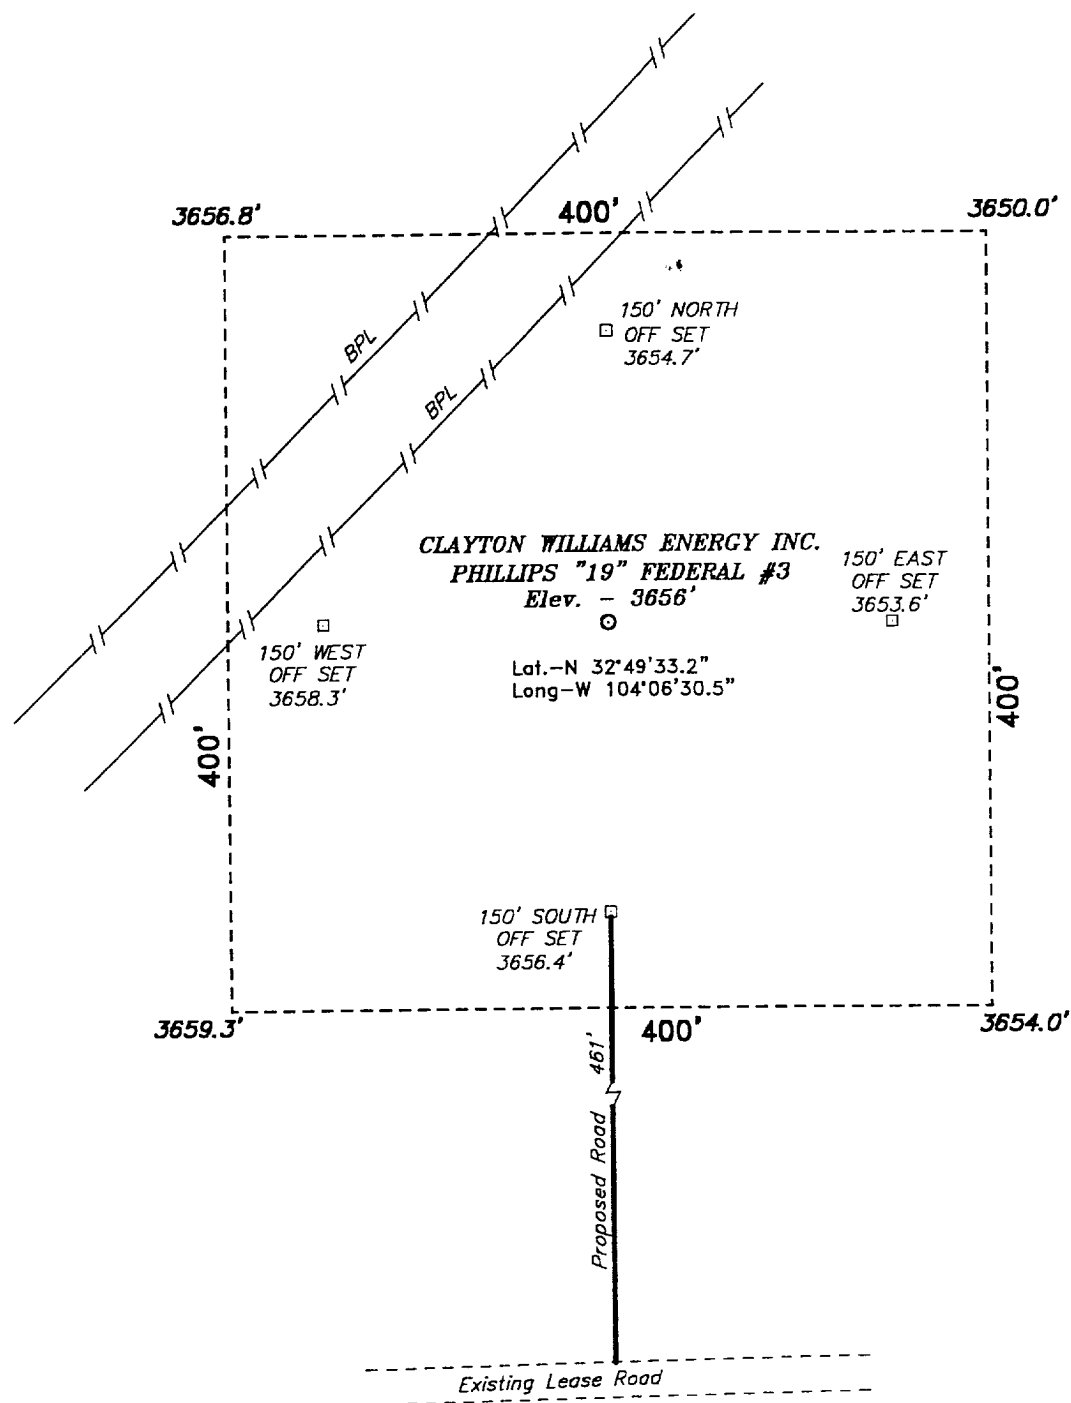 3656.8'
400'
3650.0'
150' NORTH
OFF SET
3654.7'
BPL
BPL
CLAYTON WILLIAMS ENERGY INC.
PHILLIPS "19" FEDERAL #3
Elev. - 3656'
150' EAST
OFF SET
3653.6'
150' WEST
OFF SET
3658.3'
Lat.-N 32°49'33.2"
Long-W 104°06'30.5"
400'
400'
150' SOUTH
OFF SET
3656.4'
3659.3'
400'
3654.0'
461'
Proposed Road
Existing Lease Road